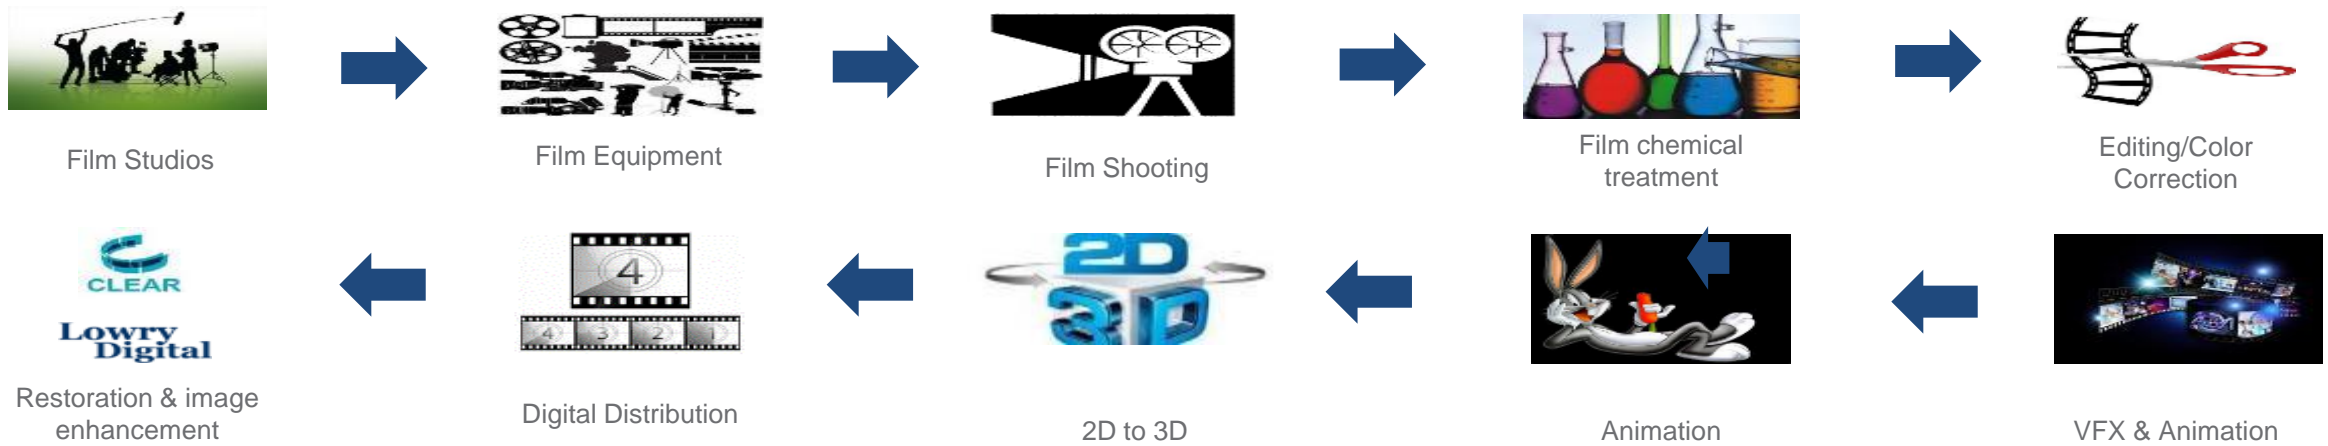 Film Studios
Film Equipment
Film Shooting
Film chemical
treatment
Editing/Color
Correction
CLEAR
Lowry
Digital
Restoration & image
enhancement
4
4 3 2 1
Digital Distribution
2D
3D
2D to 3D
Animation
VFX & Animation